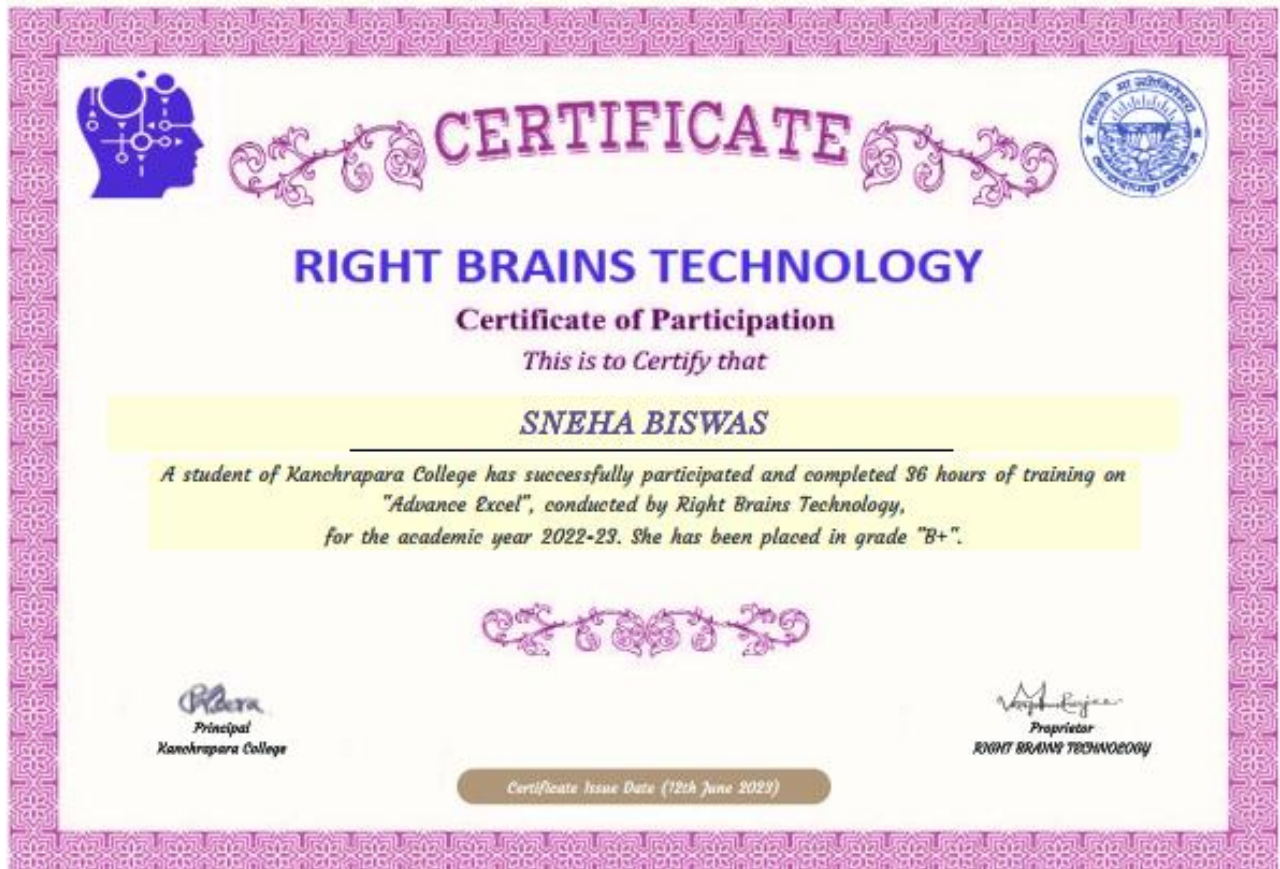 CERTIFICATE
RIGHT BRAINS TECHNOLOGY
Certificate of Participation
This is to Certify that
SNEHA BISWAS
A student of Kanchrapara College has successfully participated and completed 36 hours of training on
"Advance Excel", conducted by Right Brains Technology,
for the academic year 2022-23. She has been placed in grade "B+".
Principal
Kanchrapara College
Proprietor
RIGHT BRAINS TECHNOLOGY
Certificate Issue Date (12th June 2023)